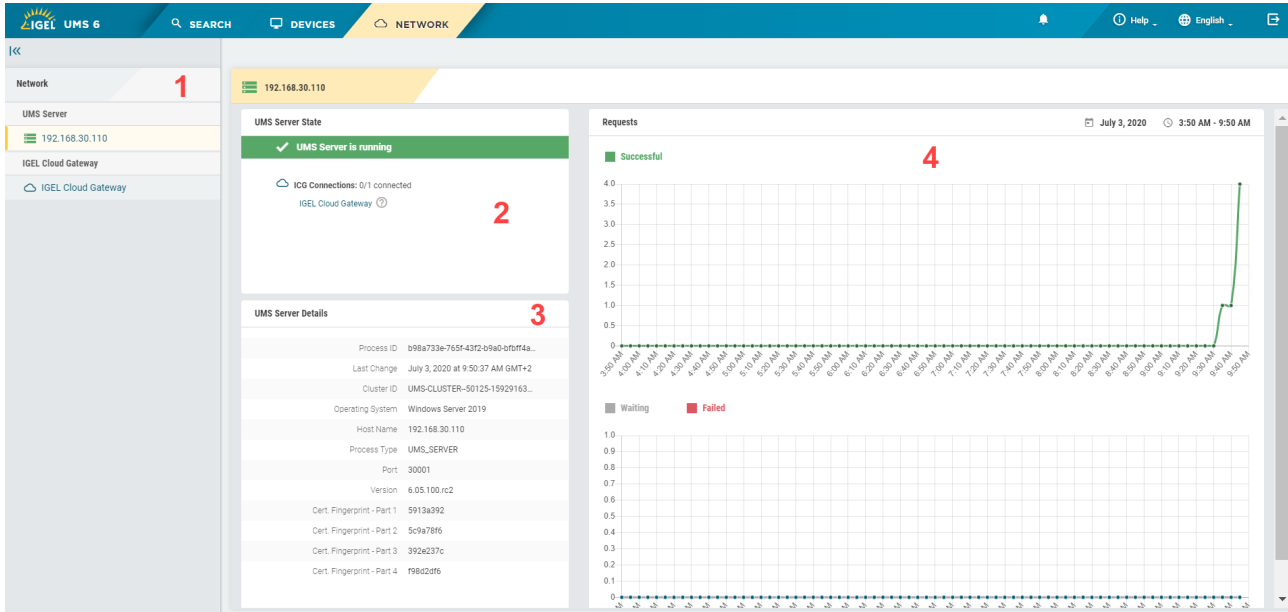 IGEL UMS 6
SEARCH
DEVICES
NETWORK
Help
English
Network
1
UMS Server
192.168.30.110
IGEL Cloud Gateway
IGEL Cloud Gateway
192.168.30.110
UMS Server State
UMS Server is running
ICG Connections: 0/1 connected
IGEL Cloud Gateway ?
2
UMS Server Details
3
Process ID b98a733e-765f-43f2-b9a0-bfbff4a...
Last Change July 3, 2020 at 9:50:37 AM GMT+2
Cluster ID UMS-CLUSTER--50125-15929163...
Operating System Windows Server 2019
Host Name 192.168.30.110
Process Type UMS_SERVER
Port 30001
Version 6.05.100.rc2
Cert. Fingerprint - Part 1 5913a392
Cert. Fingerprint - Part 2 5c9a78f6
Cert. Fingerprint - Part 3 392e237c
Cert. Fingerprint - Part 4 f98d2df6
Requests
July 3, 2020 3:50 AM - 9:50 AM
Successful
4
4.0
3.5
3.0
2.5
2.0
1.5
1.0
0.5
0
3:50 AM 4:00 AM 4:10 AM 4:20 AM 4:30 AM 4:40 AM 4:50 AM 5:00 AM 5:10 AM 5:20 AM 5:30 AM 5:40 AM 5:50 AM 6:00 AM 6:10 AM 6:20 AM 6:30 AM 6:40 AM 6:50 AM 7:00 AM 7:10 AM 7:20 AM 7:30 AM 7:40 AM 7:50 AM 8:00 AM 8:10 AM 8:20 AM 8:30 AM 8:40 AM 8:50 AM 9:00 AM 9:10 AM 9:20 AM 9:30 AM 9:40 AM 9:50 AM
Waiting Failed
1.0
0.9
0.8
0.7
0.6
0.5
0.4
0.3
0.2
0.1
0